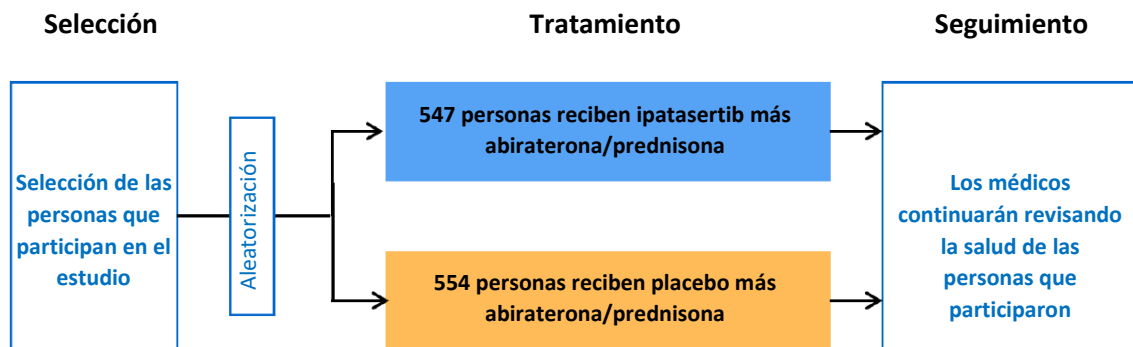 Selección
Tratamiento
Seguimiento
Selección de las
personas que
participan en el
estudio
Aleatorización
547 personas reciben ipatasertib más
abiraterona/prednisona
554 personas reciben placebo más
abiraterona/prednisona
Los médicos
continuarán revisando
la salud de las
personas que
participaron